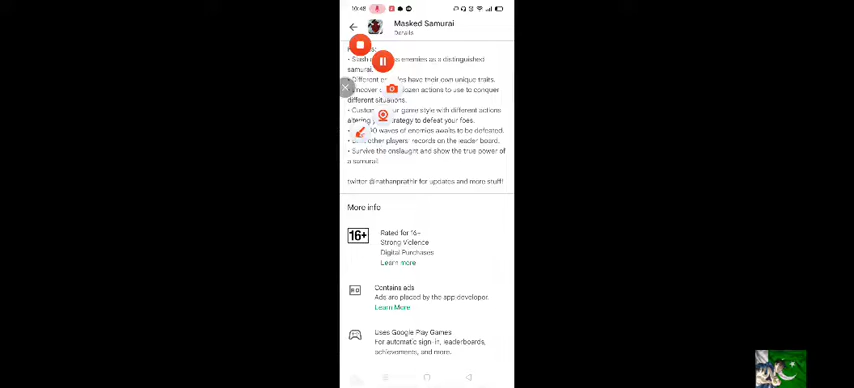 10:48
Masked Samurai
Details
• Slash enemies as a distinguished
samurai.
• Different have their own unique traits.
dozen actions to use to conquer
different situations.
game style with different actions
altering strategy to defeat your foes.
waves of enemies awaits to be defeated.
other players' records on the leader board.
• Survive the onslaught and show the true power of
a samurai.
twitter @nathanprathir for updates and more stuff!
More info
16+
Rated for 16+
Strong Violence
Digital Purchases
Learn more
AD
Contains ads
Ads are placed by the app developer.
Learn More
Uses Google Play Games
For automatic sign-in, leaderboards,
achievements, and more.